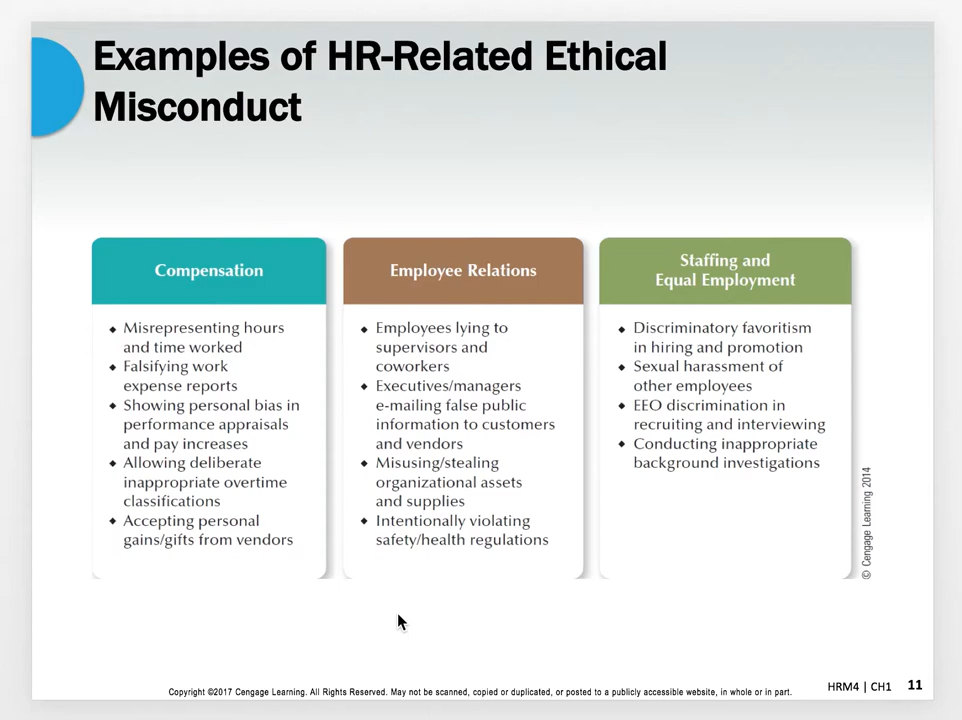 Examples of HR-Related Ethical
Misconduct
Compensation
Misrepresenting hours
and time worked
Falsifying work
expense reports
Showing personal bias in
performance appraisals
and pay increases
Allowing deliberate
inappropriate overtime
classifications
Accepting personal
gains/gifts from vendors
Employee Relations
Employees lying to
supervisors and
coworkers
Executives/managers
e-mailing false public
information to customers
and vendors
Misusing/stealing
organizational assets
and supplies
Intentionally violating
safety/health regulations
Staffing and
Equal Employment
Discriminatory favoritism
in hiring and promotion
Sexual harassment of
other employees
EEO discrimination in
recruiting and interviewing
Conducting inappropriate
background investigations
© Cengage Learning 2014
Copyright ©2017 Cengage Learning. All Rights Reserved. May not be scanned, copied or duplicated, or posted to a publicly accessible website, in whole or in part.
HRM4 | CH1 11